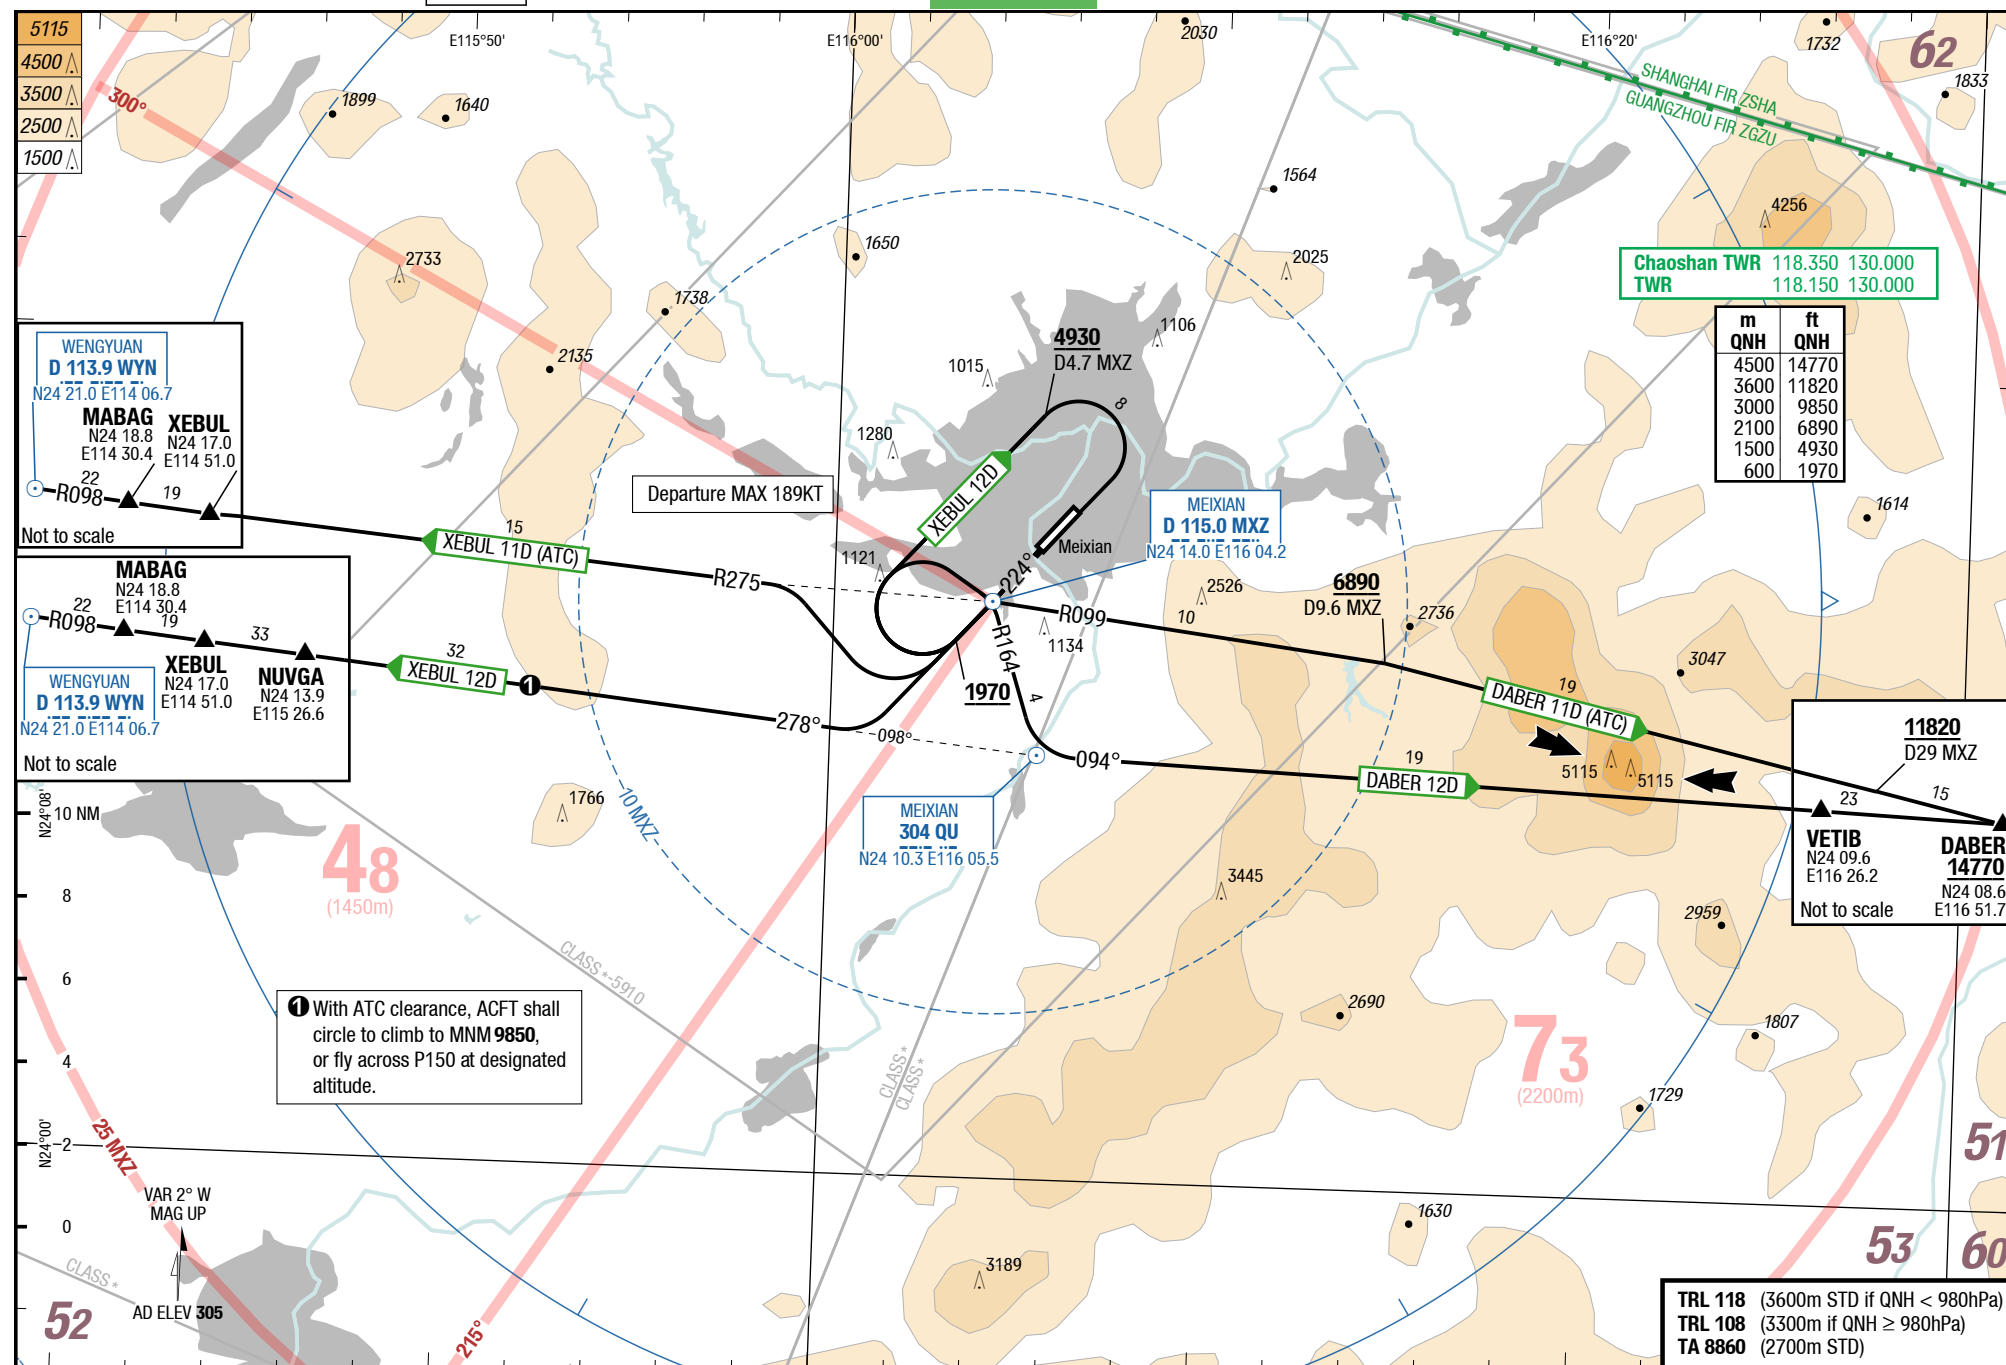 5115
4500
3500
2500
1500
E115°50'
E116°00'
E116°20'
2030
1732
62
1833
SHANGHAI FIR ZSHA
GUANGZHOU FIR ZGZU
300°
1899
1640
1564
4256
2733
1650
2025
1738
2135
1106
1015
1280
1121
Chaoshan TWR 118.350 130.000
TWR 118.150 130.000
m ft
QNH QNH
4500 14770
3600 11820
3000 9850
2100 6890
1500 4930
600 1970
WENGYUAN
D 113.9 WYN
N24 21.0 E114 06.7
MABAG
N24 18.8
E114 30.4
XEBUL
N24 17.0
E114 51.0
22
R098
19
Not to scale
4930
D4.7 MXZ
8
XEBUL 12D
Departure MAX 189KT
MEIXIAN
D 115.0 MXZ
N24 14.0 E116 04.2
Meixian
224°
1614
15
XEBUL 11D (ATC)
R275
MABAG
N24 18.8
E114 30.4
22
R098
19
33
XEBUL
N24 17.0
E114 51.0
NUVGA
N24 13.9
E115 26.6
WENGYUAN
D 113.9 WYN
N24 21.0 E114 06.7
Not to scale
32
XEBUL 12D
1
278°
098°
1970
R164
4
R099
10
1134
2526
6890
D9.6 MXZ
2736
3047
19
DABER 11D (ATC)
5115
5115
094°
19
DABER 12D
11820
D29 MXZ
23
15
VETIB
N24 09.6
E116 26.2
DABER
14770
N24 08.6
E116 51.7
Not to scale
MEIXIAN
304 QU
N24 10.3 E116 05.5
1766
10 MXZ
N24°08'
10 NM
8
6
4
2
0
N24°00'
48
(1450m)
CLASS *-5910
3445
2959
2690
1807
73
(2200m)
1729
51
1 With ATC clearance, ACFT shall
circle to climb to MNM 9850,
or fly across P150 at designated
altitude.
CLASS *
CLASS *
25 MXZ
VAR 2° W
MAG UP
CLASS *
AD ELEV 305
52
215°
3189
1630
53
60
TRL 118 (3600m STD if QNH < 980hPa)
TRL 108 (3300m if QNH ≥ 980hPa)
TA 8860 (2700m STD)